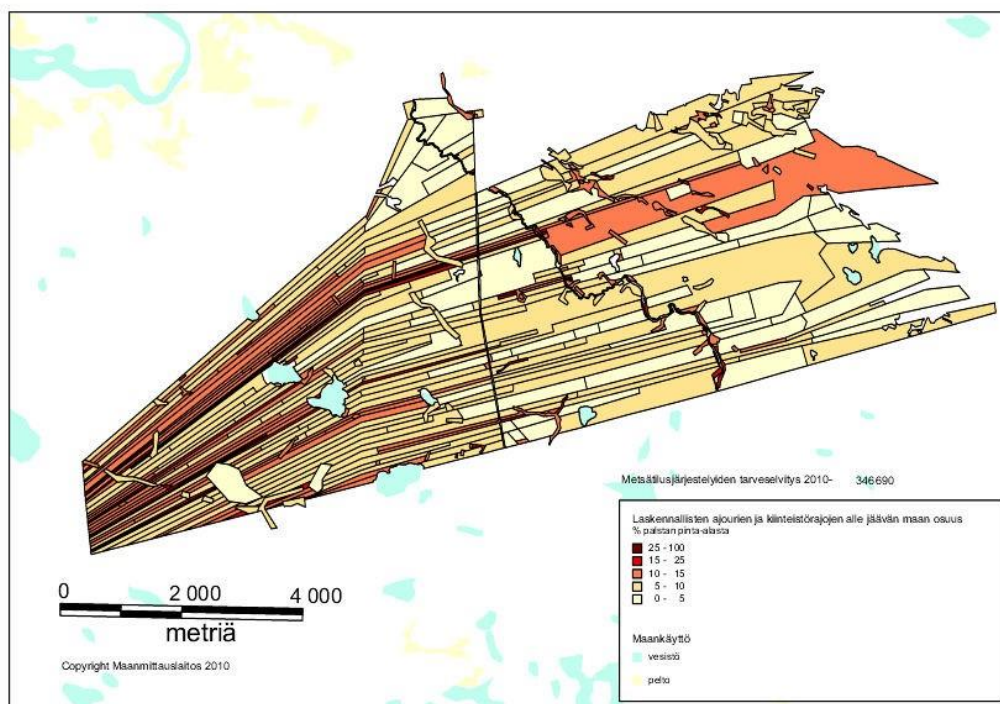 Metsätilusjärjestelyiden tarveselvitys 2010- 346690
Laskennallisten ajourien ja kiinteistörajojen alle jäävän maan osuus
% palstan pinta-alasta
25 - 100
15 - 25
10 - 15
5 - 10
0 - 5
Maankäyttö
vesistö
pelto
0 2 000 4 000
metriä
Copyright Maanmittauslaitos 2010